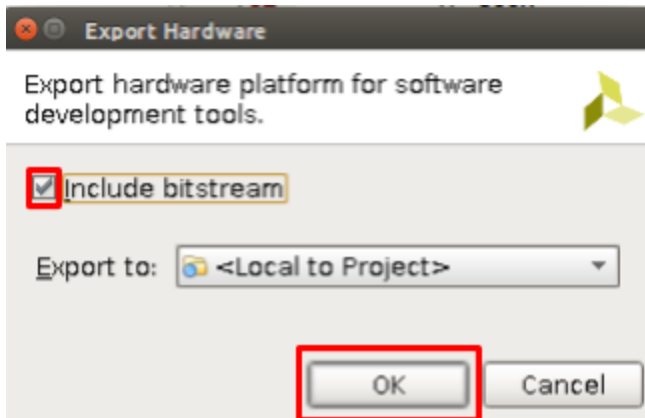 Export Hardware
Export hardware platform for software
development tools.
Include bitstream
Export to: <Local to Project>
OK Cancel